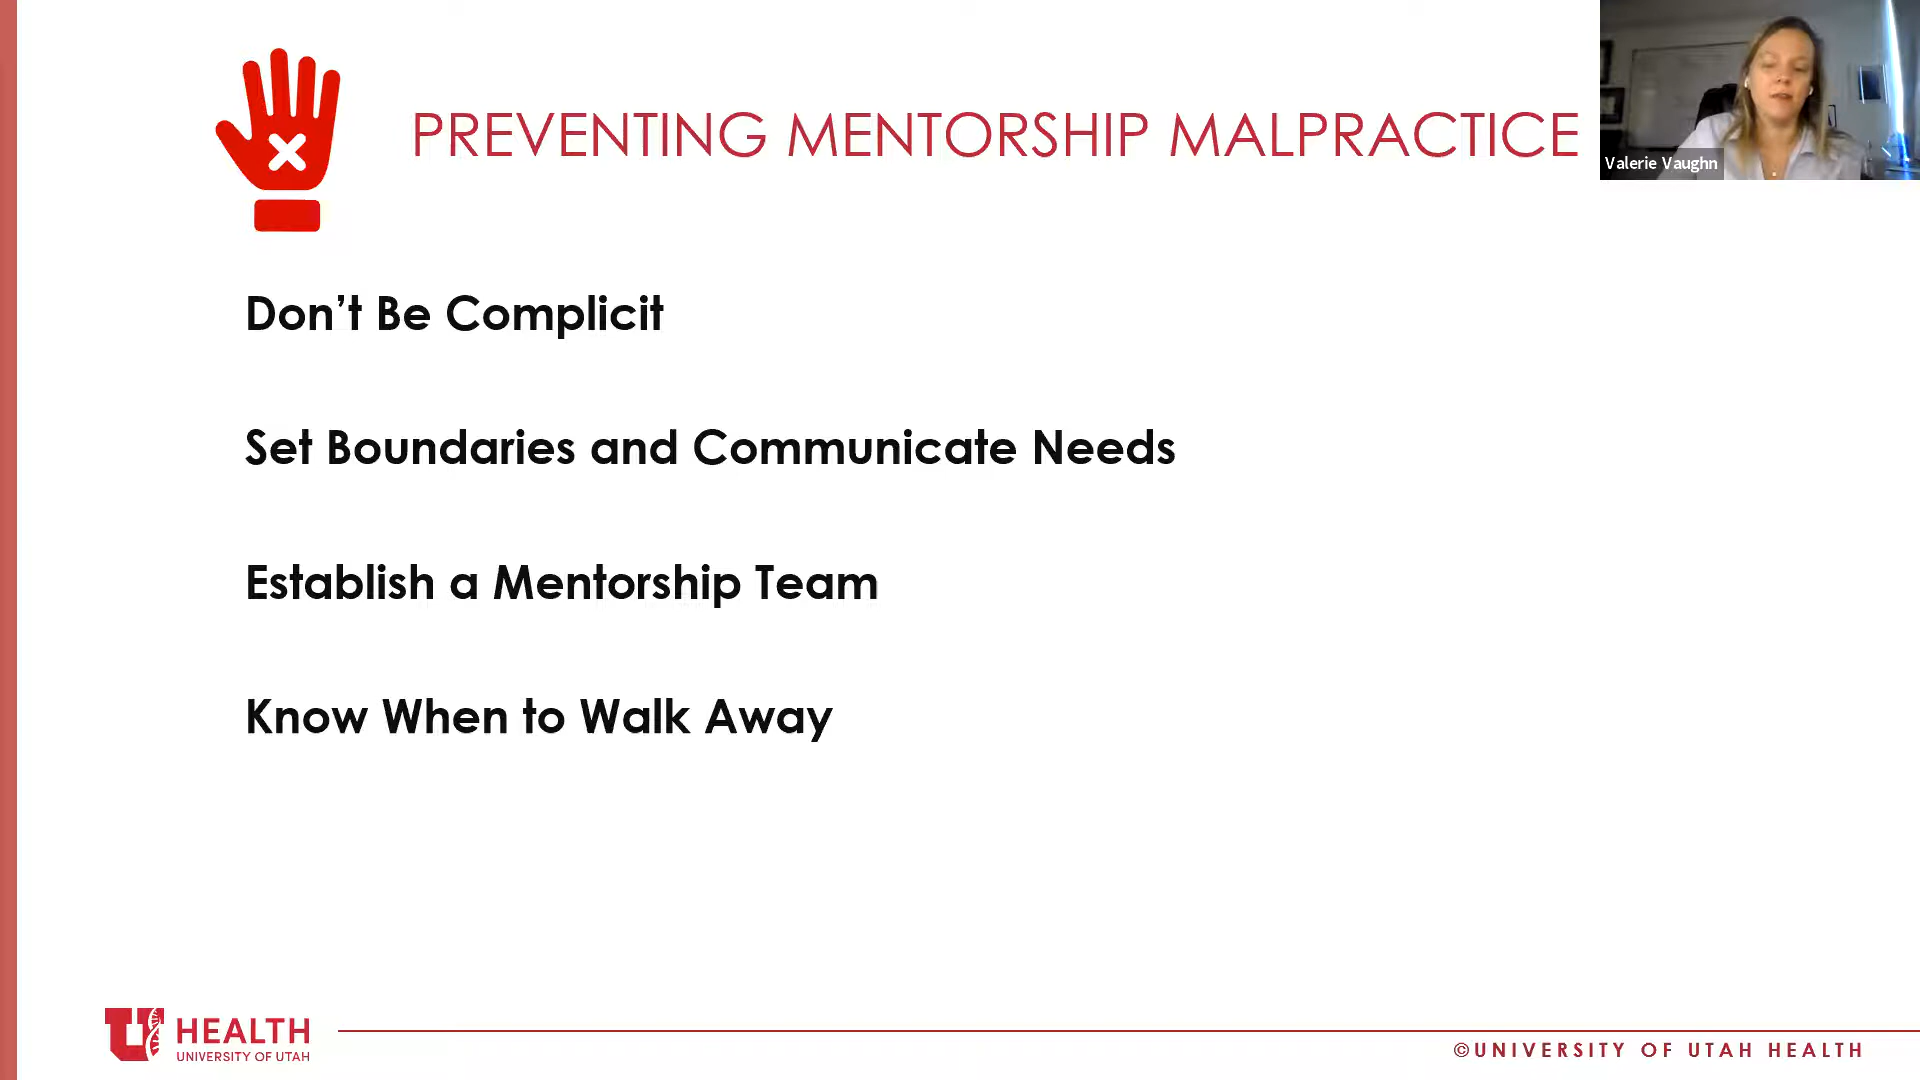 PREVENTING MENTORSHIP MALPRACTICE
Valerie Vaughn
Don’t Be Complicit
Set Boundaries and Communicate Needs
Establish a Mentorship Team
Know When to Walk Away
U HEALTH
UNIVERSITY OF UTAH
©UNIVERSITY OF UTAH HEALTH